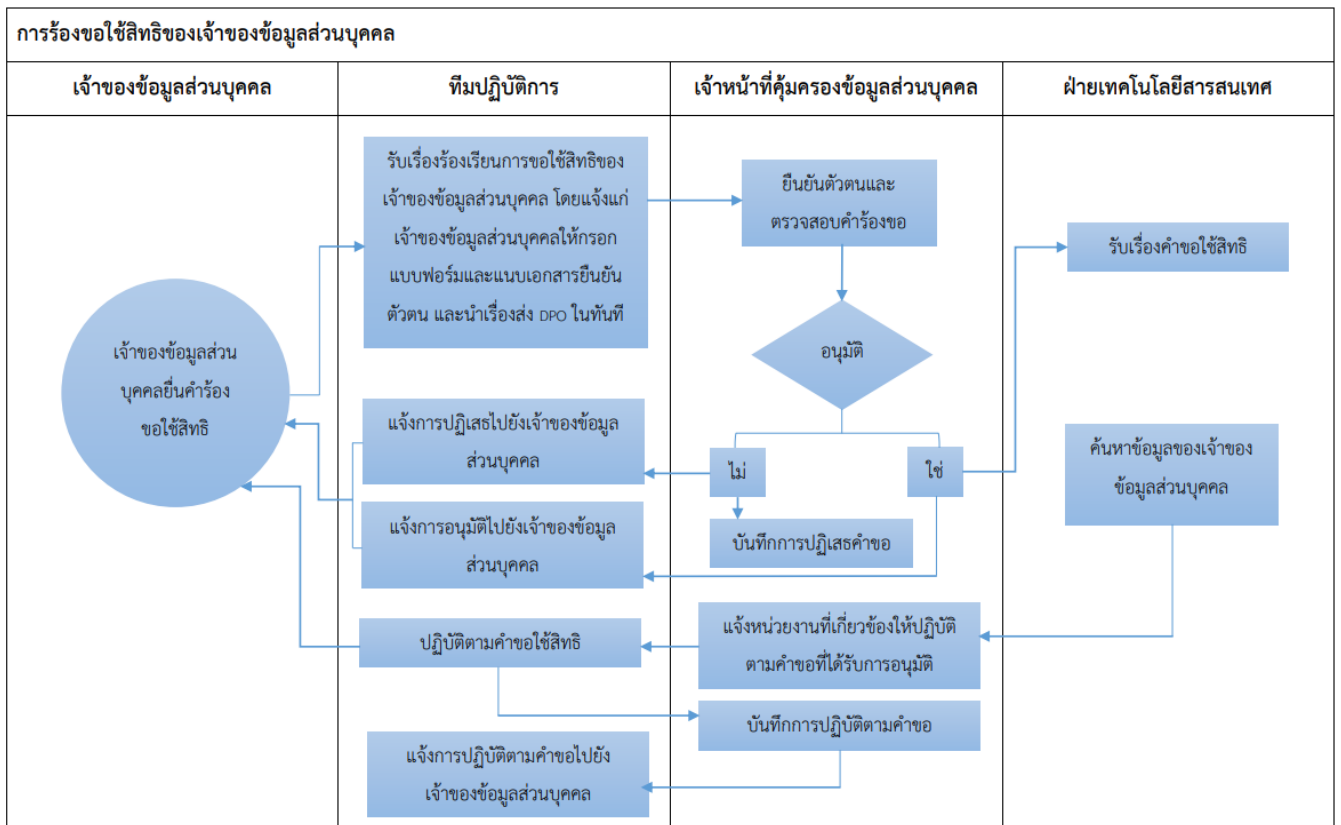 การร้องขอใช้สิทธิของเจ้าของข้อมูลส่วนบุคคล
เจ้าของข้อมูลส่วนบุคคล
ทีมปฏิบัติการ
เจ้าหน้าที่คุ้มครองข้อมูลส่วนบุคคล
ฝ่ายเทคโนโลยีสารสนเทศ
เจ้าของข้อมูลส่วน
บุคคลยื่นคำร้อง
ขอใช้สิทธิ
รับเรื่องร้องเรียนการขอใช้สิทธิของ
เจ้าของข้อมูลส่วนบุคคล โดยแจ้งแก่
เจ้าของข้อมูลส่วนบุคคลให้กรอก
แบบฟอร์มและแนบเอกสารยืนยัน
ตัวตน และนำเรื่องส่ง DPO ในทันที
ยืนยันตัวตนและ
ตรวจสอบคำร้องขอ
อนุมัติ
ไม่
ใช่
รับเรื่องคำขอใช้สิทธิ
แจ้งการปฏิเสธไปยังเจ้าของข้อมูล
ส่วนบุคคล
บันทึกการปฏิเสธคำขอ
แจ้งการอนุมัติไปยังเจ้าของข้อมูล
ส่วนบุคคล
ค้นหาข้อมูลของเจ้าของ
ข้อมูลส่วนบุคคล
แจ้งหน่วยงานที่เกี่ยวข้องให้ปฏิบัติ
ตามคำขอที่ได้รับการอนุมัติ
ปฏิบัติตามคำขอใช้สิทธิ
บันทึกการปฏิบัติตามคำขอ
แจ้งการปฏิบัติตามคำขอไปยัง
เจ้าของข้อมูลส่วนบุคคล